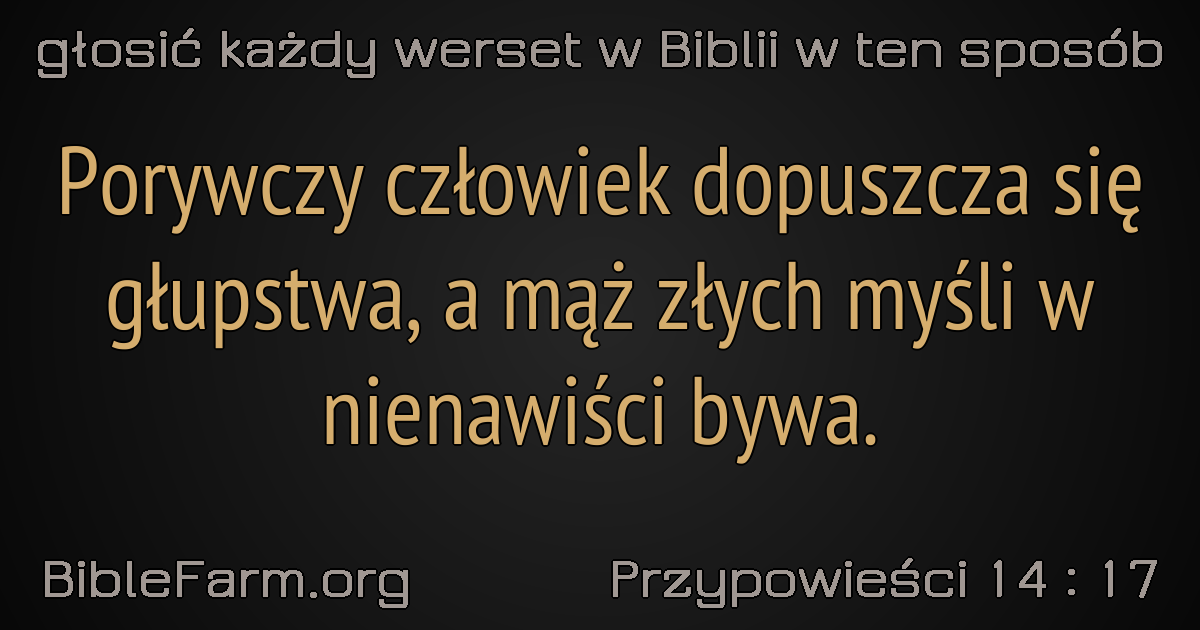 głosić każdy werset w Biblii w ten sposób
Porywczy człowiek dopuszcza się
głupstwa, a mąż złych myśli w
nienawiści bywa.
BibleFarm.org
Przypowieści 14 : 17